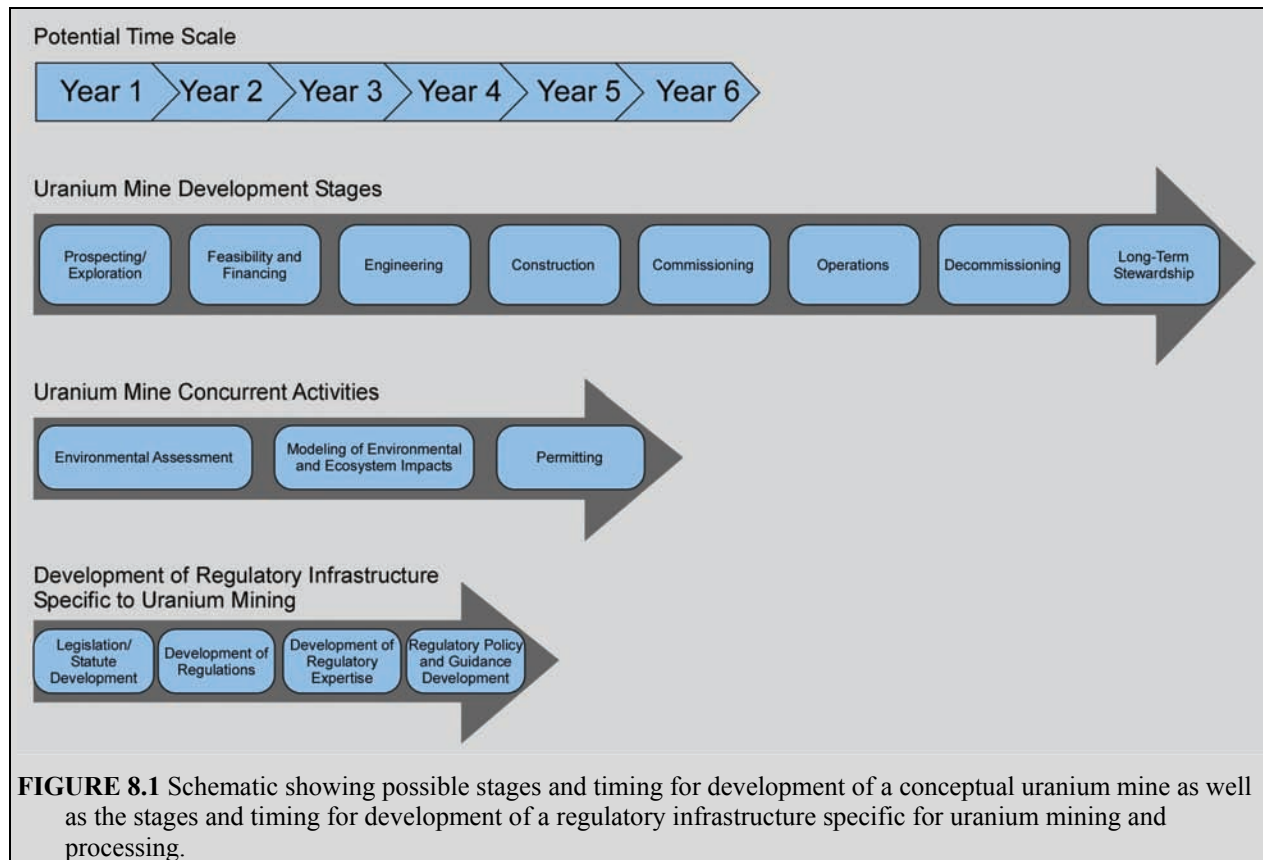 Potential Time Scale
Year 1 Year 2 Year 3 Year 4 Year 5 Year 6
Uranium Mine Development Stages
Prospecting/
Exploration
Feasibility and
Financing
Engineering
Construction
Commissioning
Operations
Decommissioning
Long-Term
Stewardship
Uranium Mine Concurrent Activities
Environmental Assessment
Modeling of Environmental
and Ecosystem Impacts
Permitting
Development of Regulatory Infrastructure
Specific to Uranium Mining
Legislation/
Statute
Development
Development of
Regulations
Development of
Regulatory
Expertise
Regulatory Policy
and Guidance
Development
FIGURE 8.1 Schematic showing possible stages and timing for development of a conceptual uranium mine as well
as the stages and timing for development of a regulatory infrastructure specific for uranium mining and
processing.